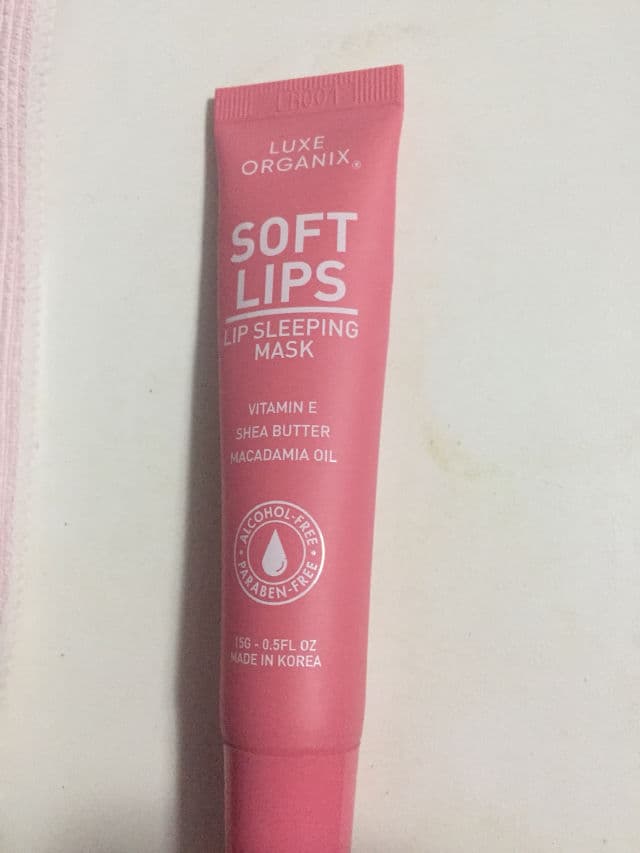 LUXE
ORGANIX®
SOFT
LIPS
LIP SLEEPING
MASK
VITAMIN E
SHEA BUTTER
MACADAMIA OIL
ALCOHOL-FREE
PARABEN-FREE
15G - 0.5FL OZ
MADE IN KOREA